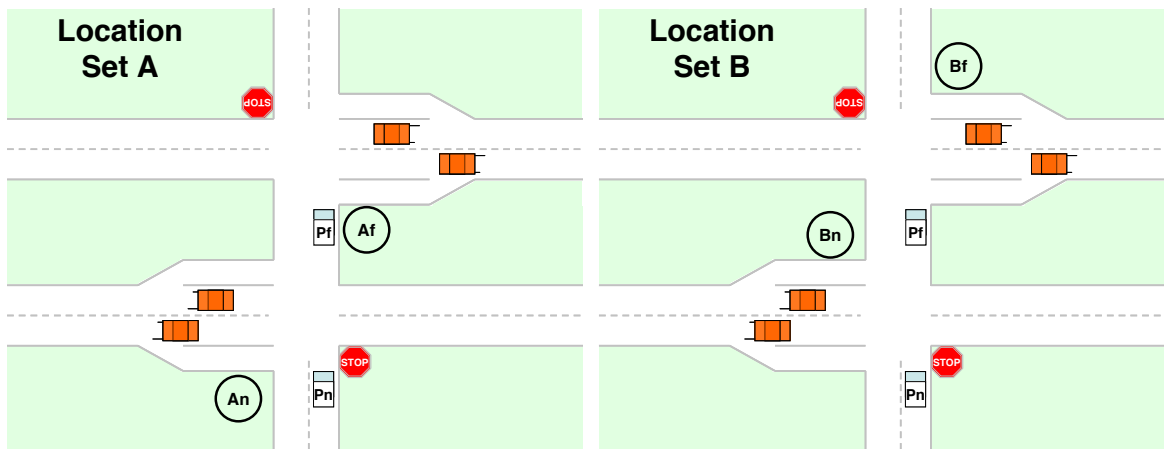 Location
Set A
STOP
Pf
Af
An
Pn
STOP
Location
Set B
STOP
Bf
Pf
Bn
Pn
STOP